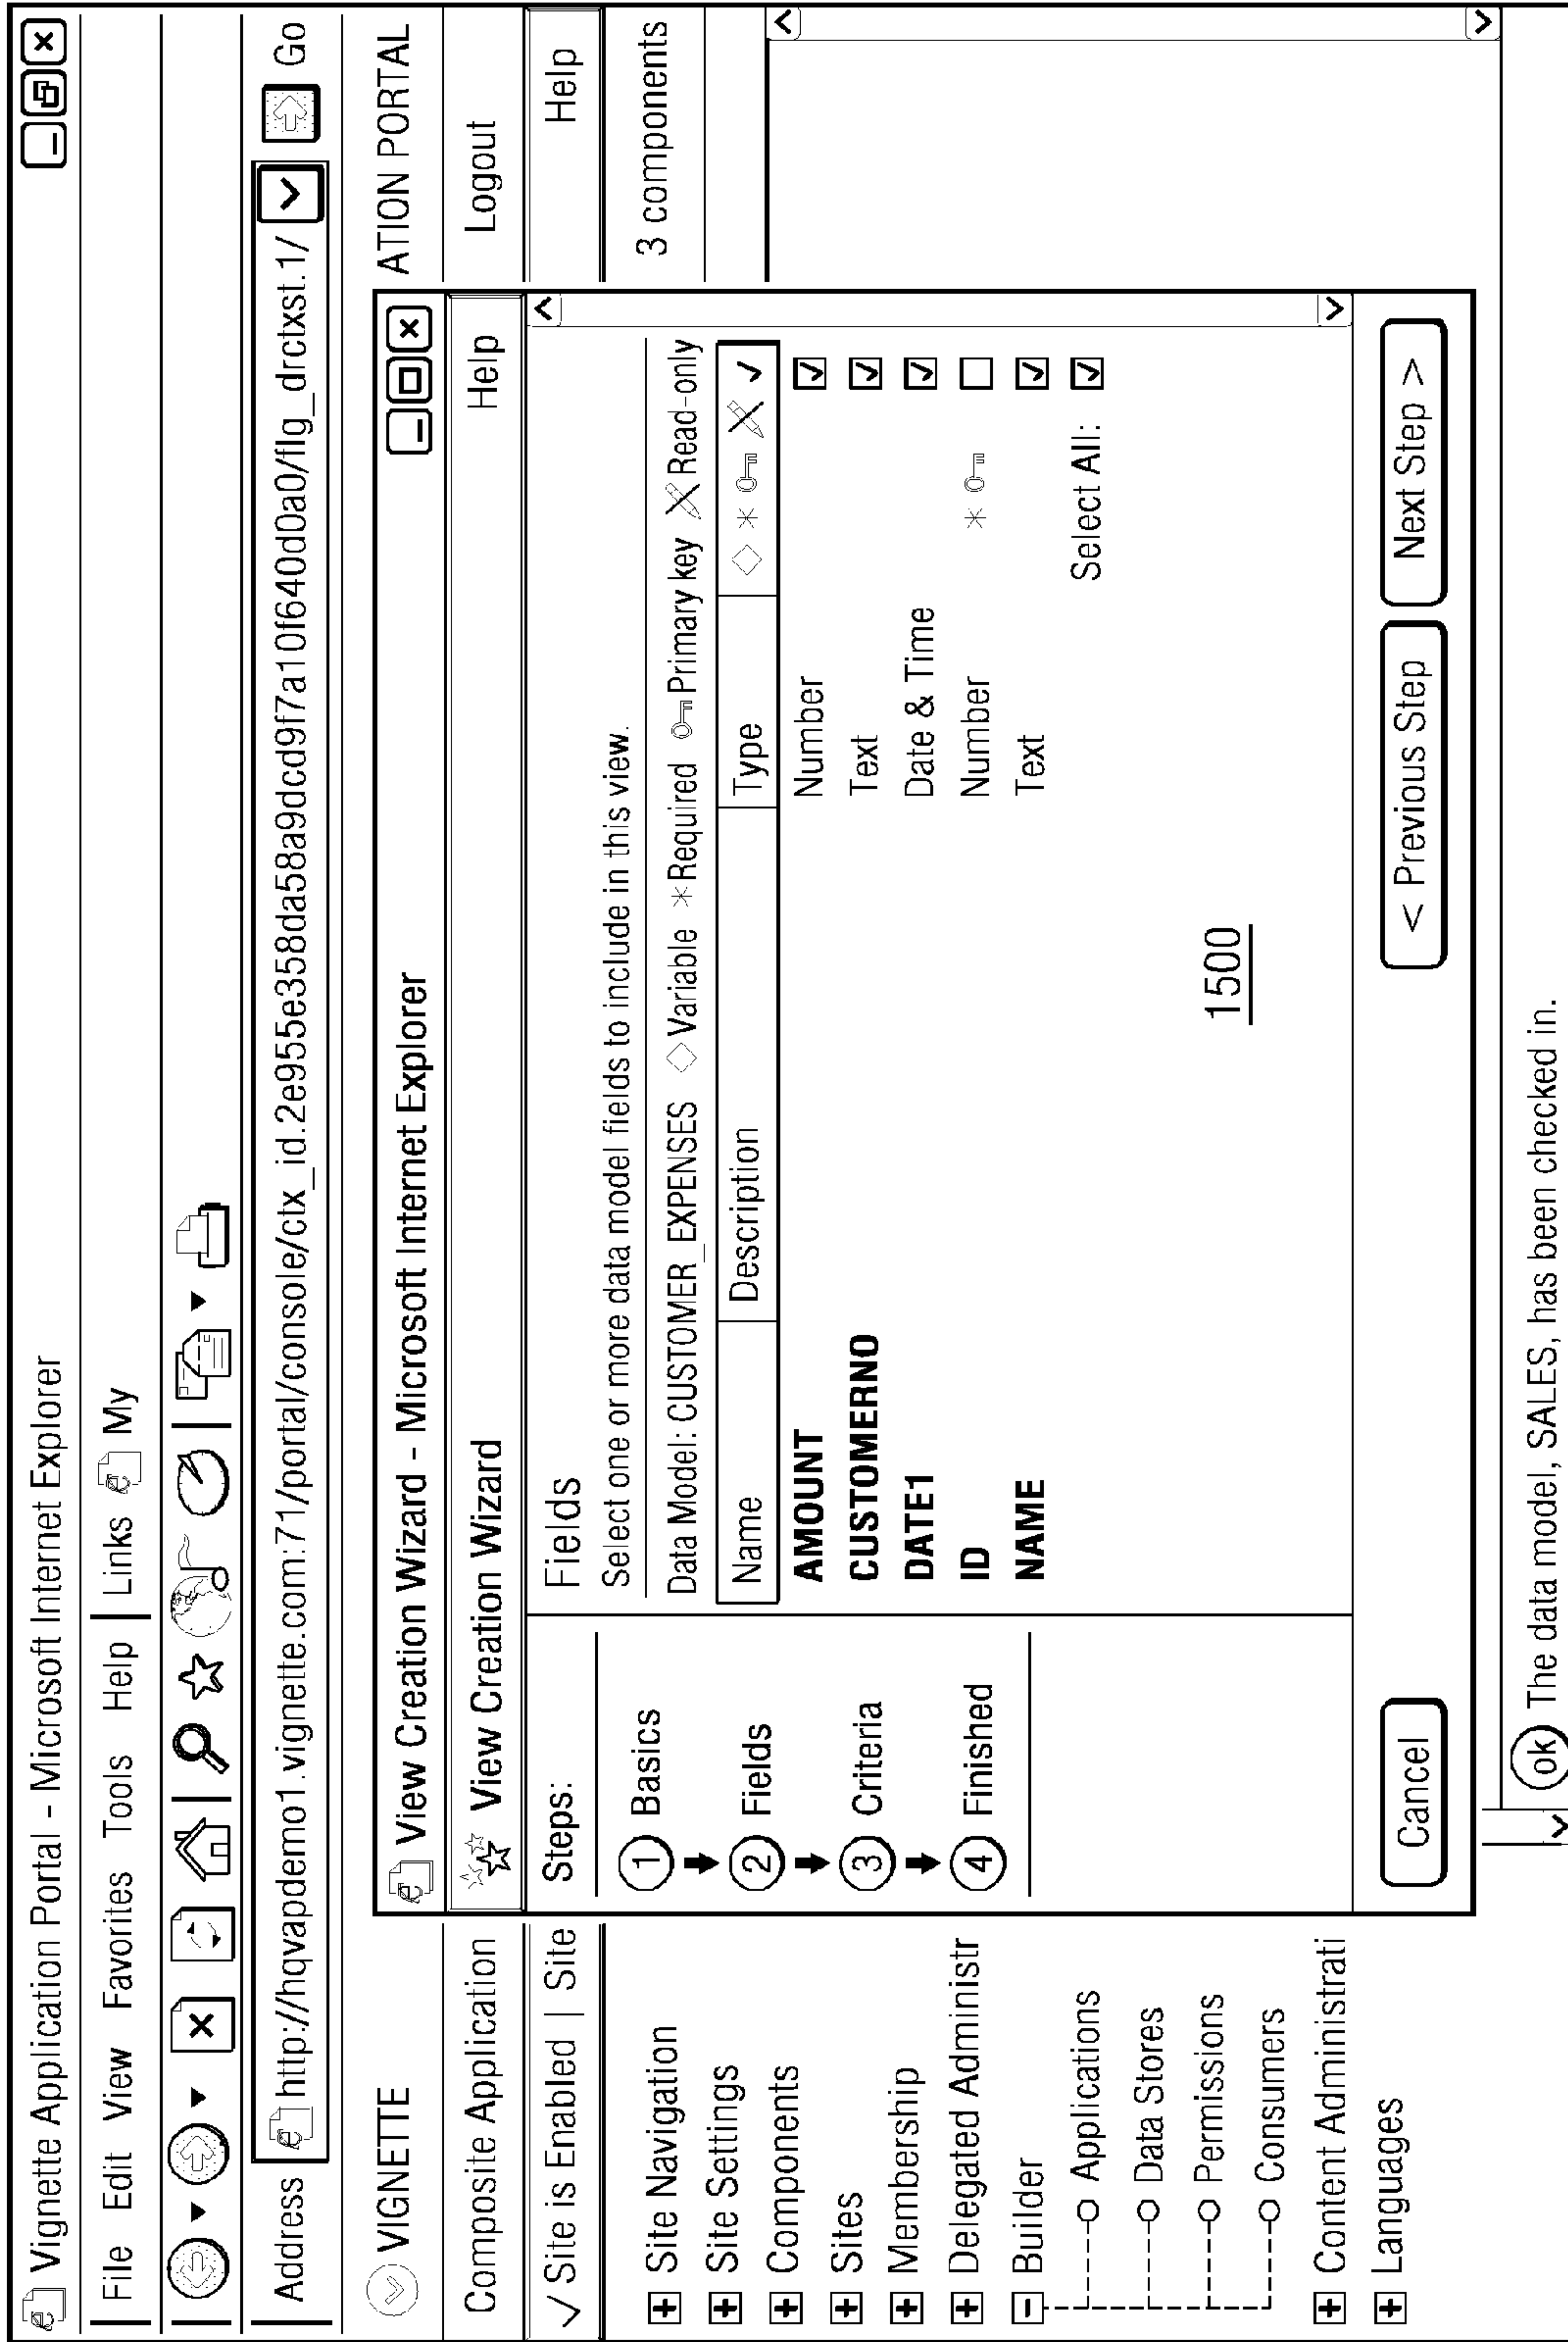 Vignette Application Portal - Microsoft Internet Explorer
File Edit View Favorites Tools Help Links My
Address http://hqvapdemo1.vignette.com:71/portal/console/ctx_id.2e955e358da58a9dcd9f7a10f640d0a0/flg_drctxst.1/ Go
VIGNETTE
ATION PORTAL
Composite Application
Logout
✓ Site is Enabled | Site
Help
3 components
Site Navigation
Site Settings
Components
Sites
Membership
Delegated Administr
Builder
Applications
Data Stores
Permissions
Consumers
Content Administrati
Languages
View Creation Wizard - Microsoft Internet Explorer
View Creation Wizard Help
Steps:
1 Basics
2 Fields
3 Criteria
4 Finished
Fields
Select one or more data model fields to include in this view.
Data Model: CUSTOMER_EXPENSES ◇ Variable *Required Primary key Read-only
Name Description Type ◇ *
AMOUNT Number
CUSTOMERNO Text
DATE1 Date & Time
ID Number *
NAME Text
Select All:
1500
Cancel < Previous Step Next Step >
ok The data model, SALES, has been checked in.